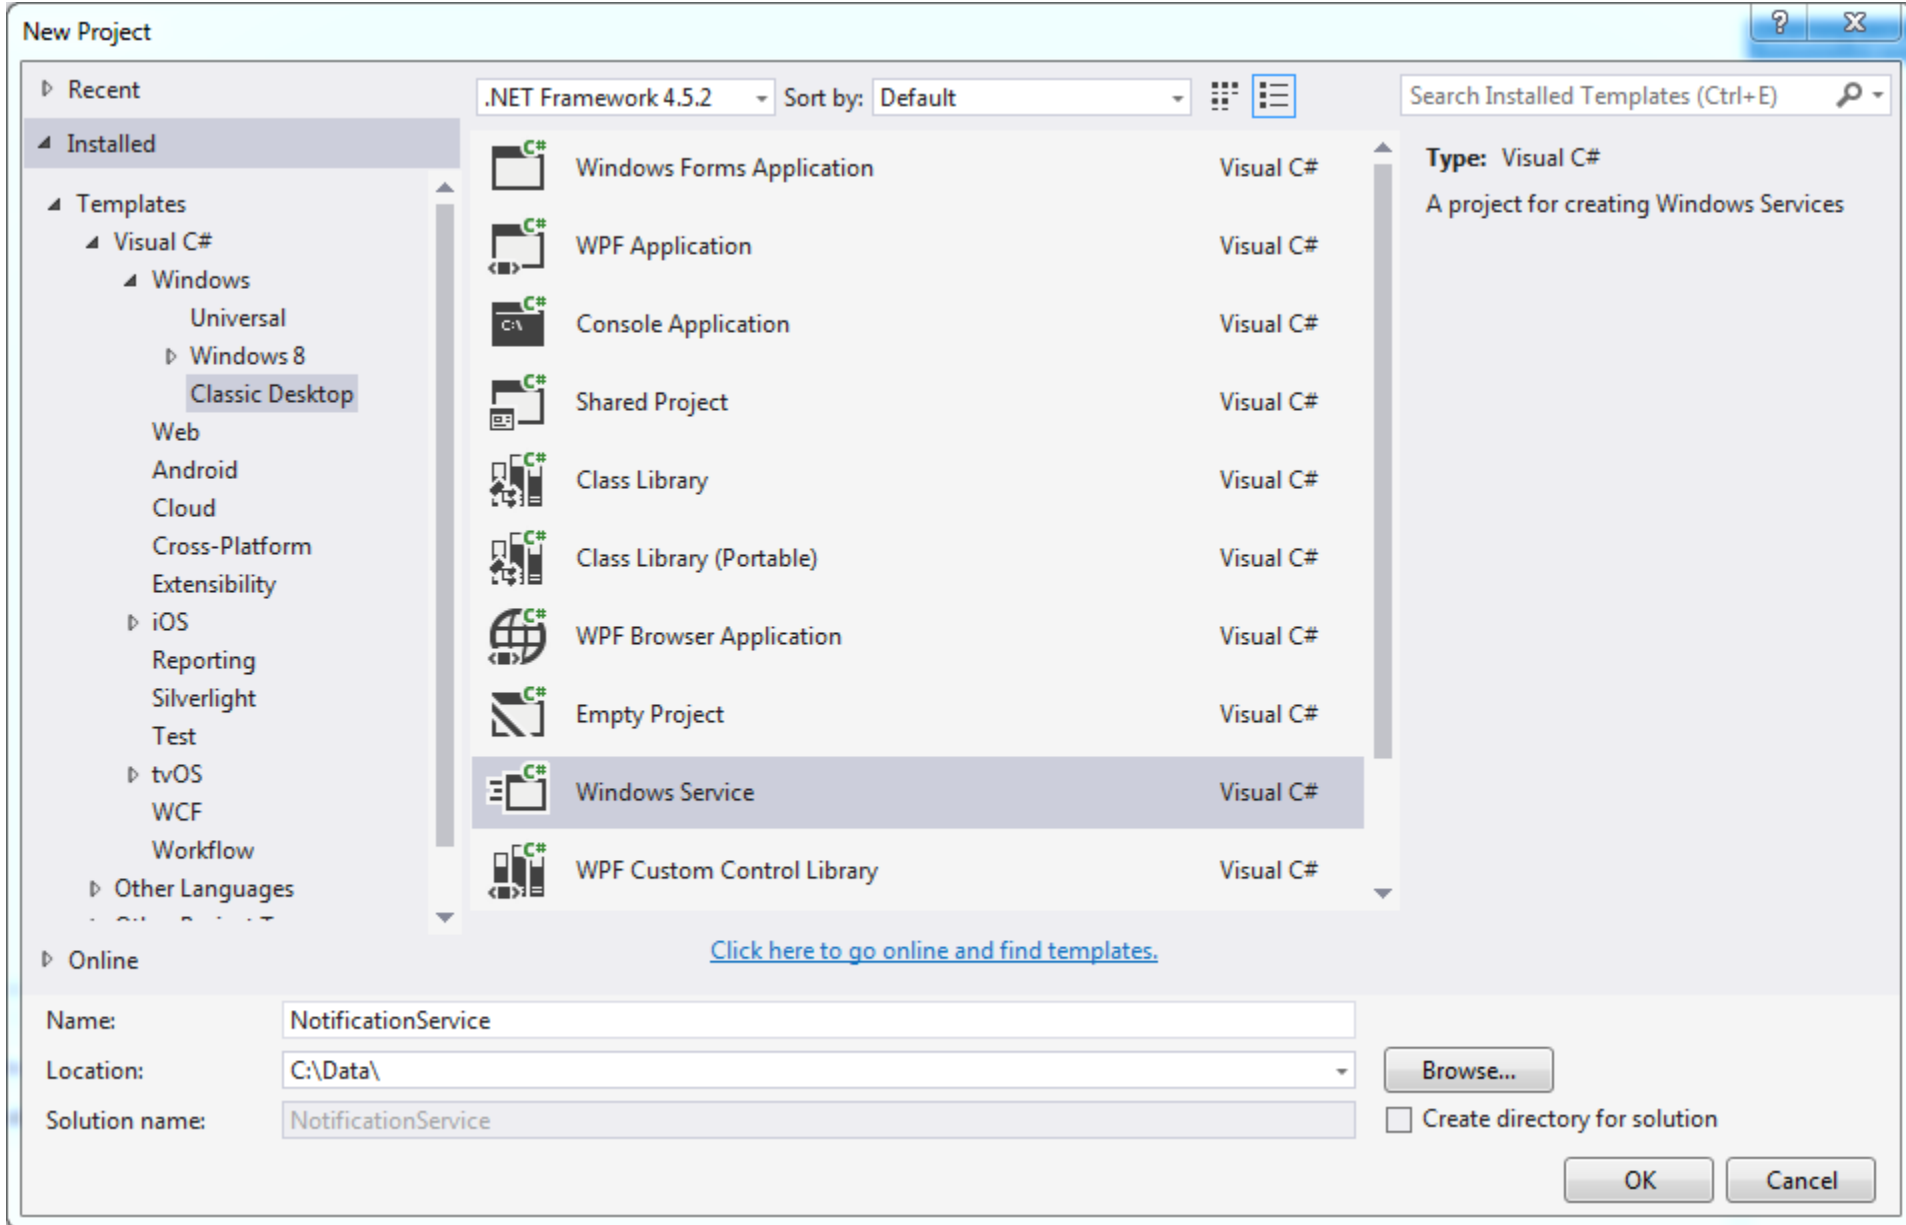 New Project
Recent
Installed
Templates
Visual C#
Windows
Universal
Windows 8
Classic Desktop
Web
Android
Cloud
Cross-Platform
Extensibility
iOS
Reporting
Silverlight
Test
tvOS
WCF
Workflow
Other Languages
Online
.NET Framework 4.5.2 Sort by: Default
Windows Forms Application Visual C#
WPF Application Visual C#
Console Application Visual C#
Shared Project Visual C#
Class Library Visual C#
Class Library (Portable) Visual C#
WPF Browser Application Visual C#
Empty Project Visual C#
Windows Service Visual C#
WPF Custom Control Library Visual C#
Click here to go online and find templates.
Search Installed Templates (Ctrl+E)
Type: Visual C#
A project for creating Windows Services
Name: NotificationService
Location: C:\Data\ Browse...
Solution name: NotificationService Create directory for solution
OK Cancel